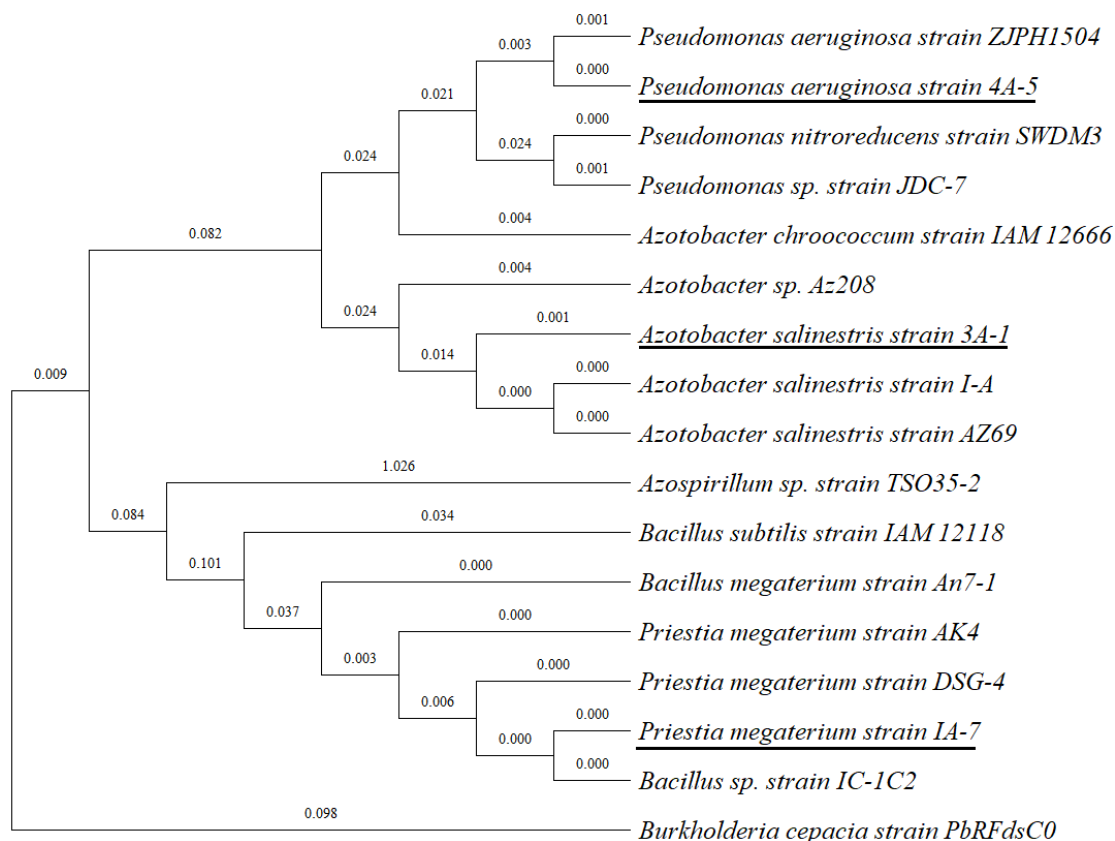 0.001
0.003
Pseudomonas aeruginosa strain ZJPH1504
0.000
0.021
Pseudomonas aeruginosa strain 4A-5
0.000
0.024
Pseudomonas nitroreducens strain SWDM3
0.024
0.001
Pseudomonas sp. strain JDC-7
0.004
0.082
Azotobacter chroococcum strain IAM 12666
0.004
Azotobacter sp. Az208
0.024
0.001
Azotobacter salinestris strain 3A-1
0.014
0.000
0.009
0.000
Azotobacter salinestris strain I-A
0.000
Azotobacter salinestris strain AZ69
1.026
Azospirillum sp. strain TSO35-2
0.084
0.034
Bacillus subtilis strain IAM 12118
0.101
0.000
Bacillus megaterium strain An7-1
0.037
0.000
Priestia megaterium strain AK4
0.003
0.000
Priestia megaterium strain DSG-4
0.006
0.000
Priestia megaterium strain IA-7
0.000
0.000
Bacillus sp. strain IC-1C2
0.098
Burkholderia cepacia strain PbRFdsC0